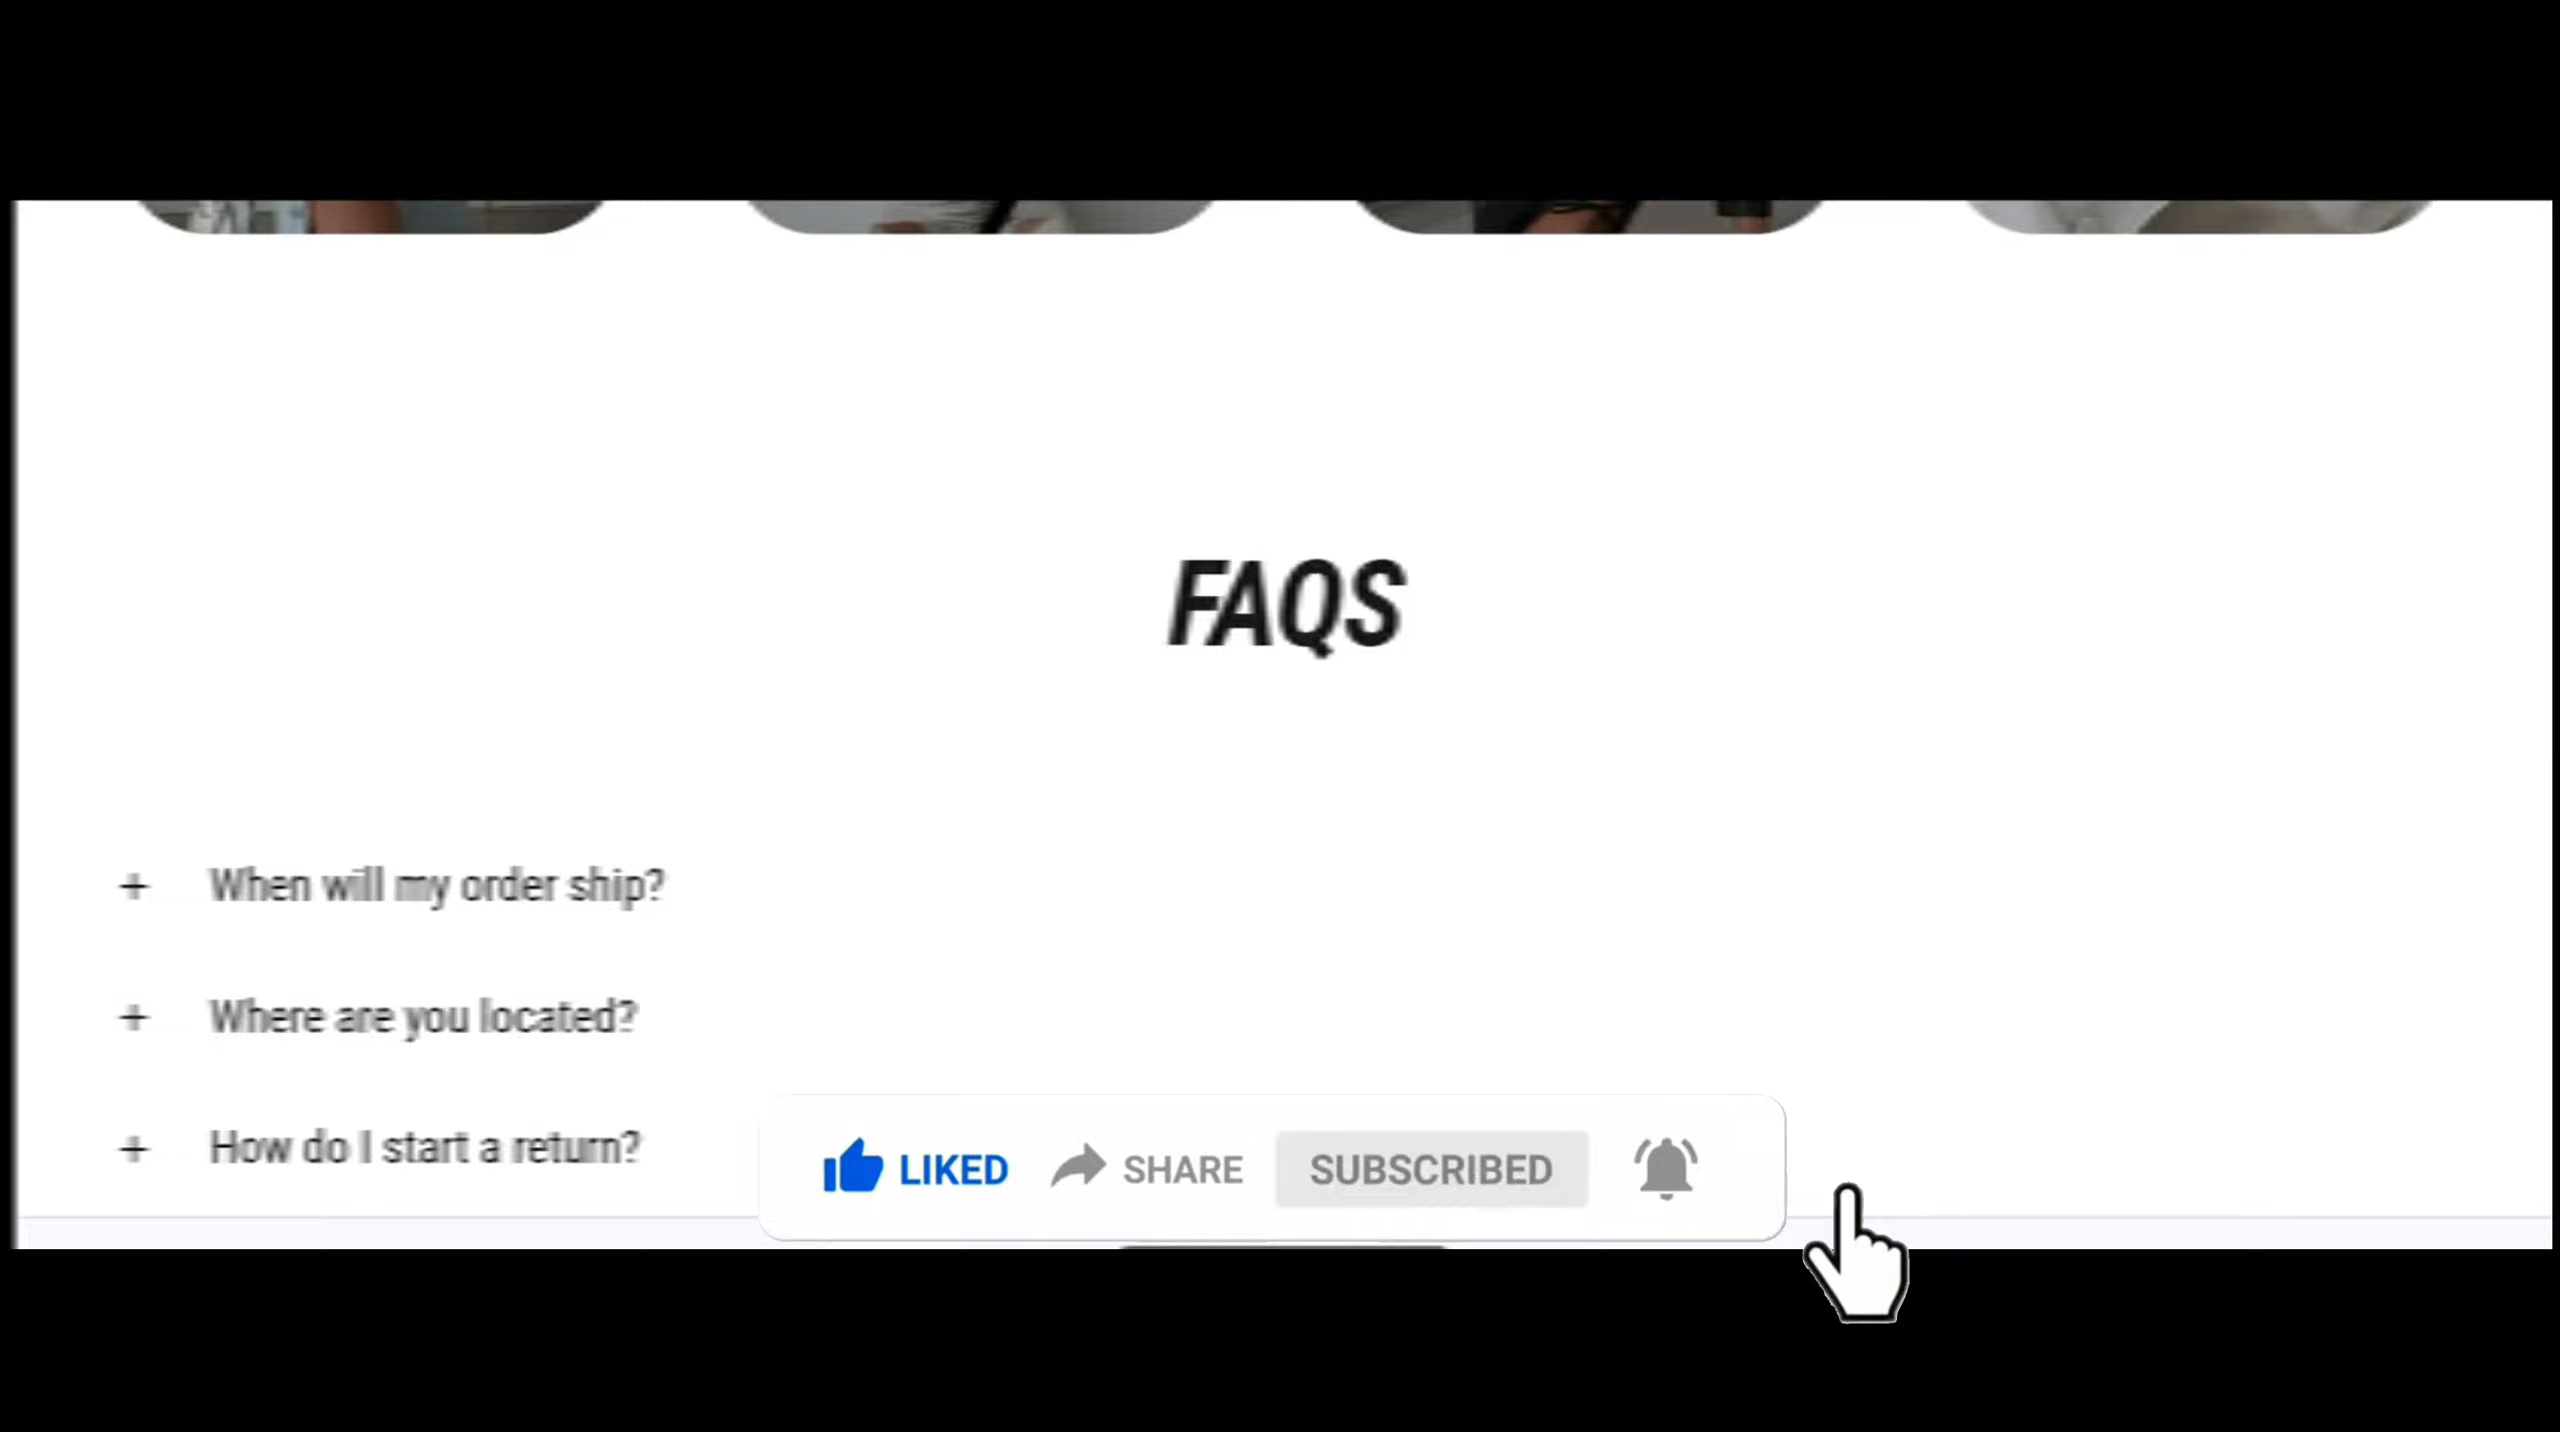 FAQS
+ When will my order ship?
+ Where are you located?
+ How do I start a return?
LIKED SHARE SUBSCRIBED